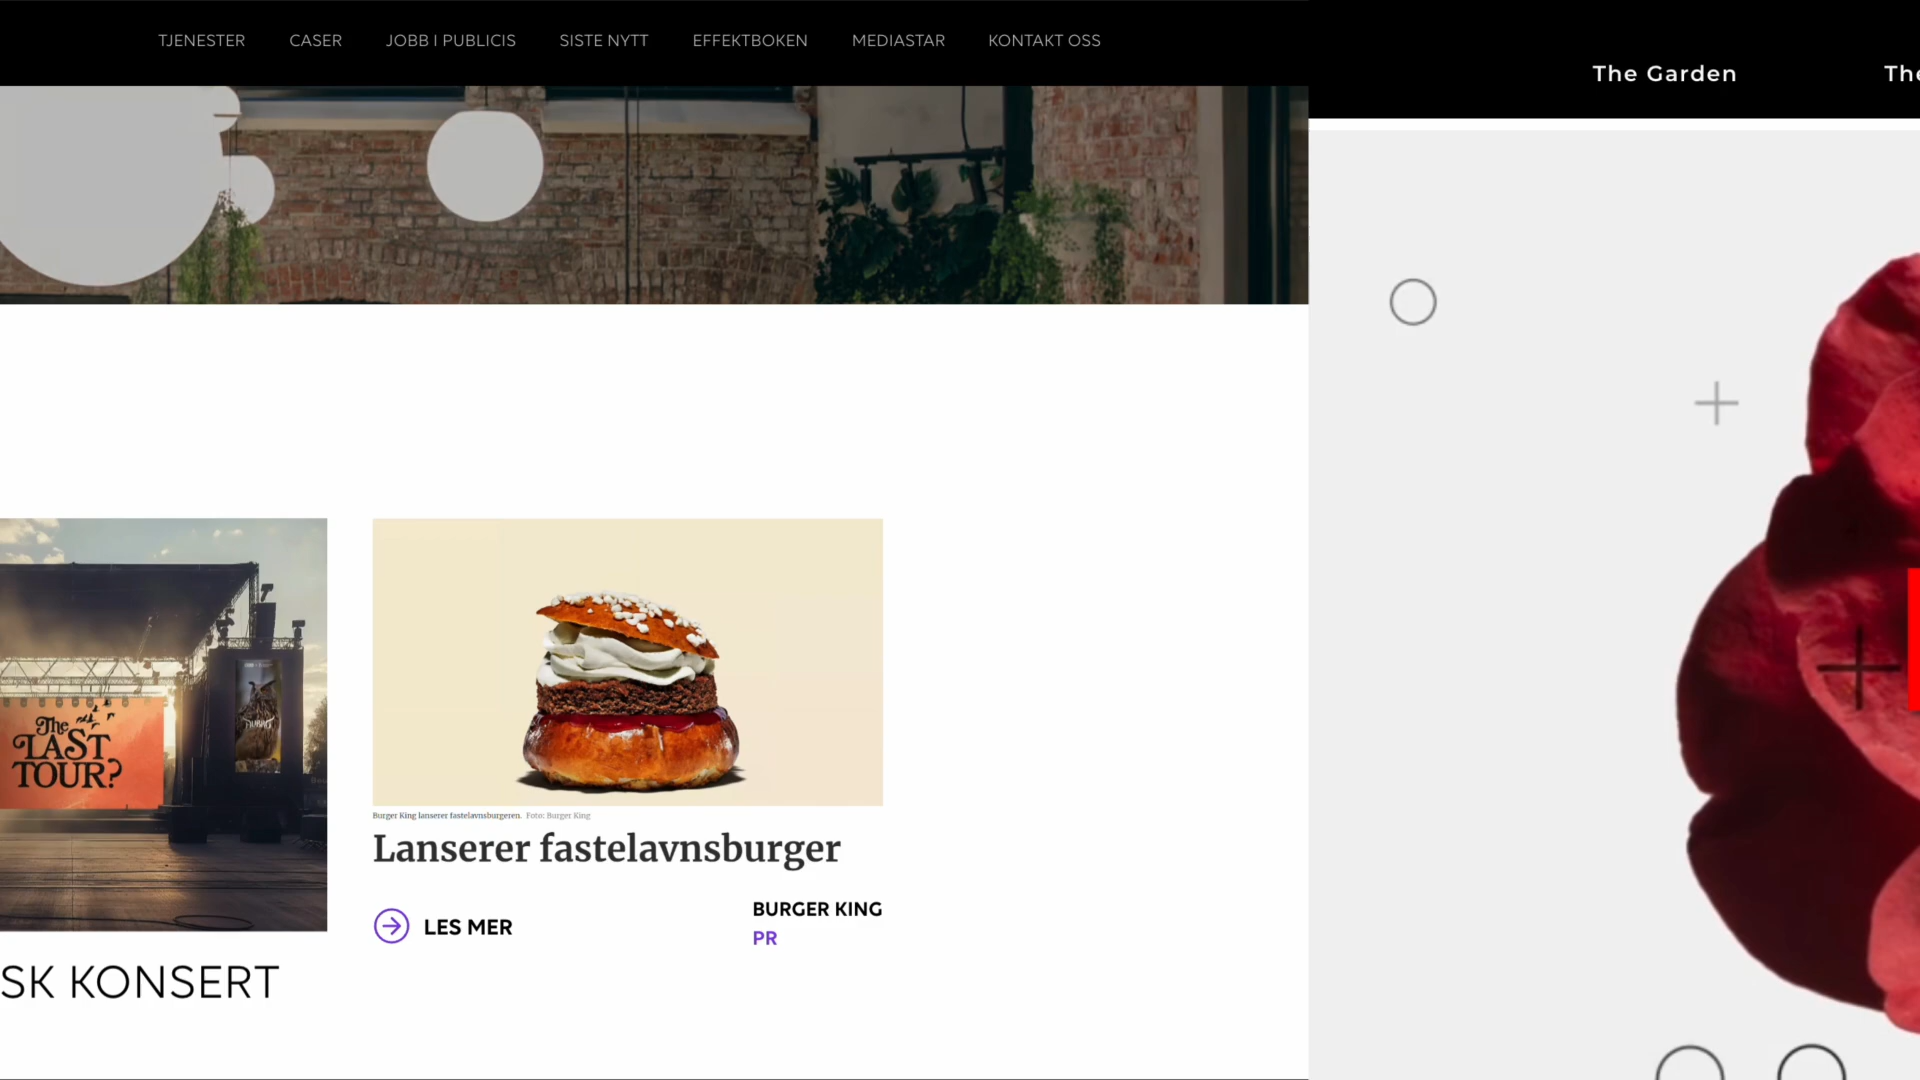 TJENESTER CASER JOBB I PUBLICIS SISTE NYTT EFFEKTBOKEN MEDIASTAR KONTAKT OSS
The Garden
The
LAST
TOUR?
Burger King lanserer fastelavnsburgeren. Foto: Burger King
Lanserer fastelavnsburger
LES MER
BURGER KING
PR
SK KONSERT